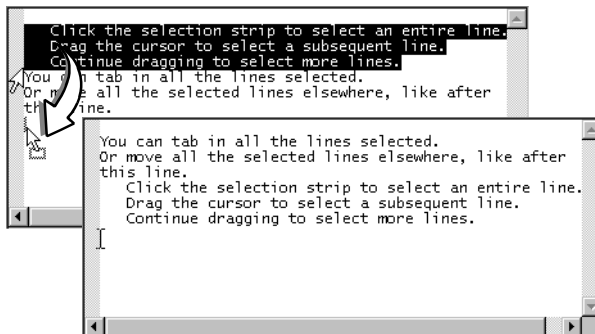 Click the selection strip to select an entire line.
Drag the cursor to select a subsequent line.
Continue dragging to select more lines.
You can tab in all the lines selected.
Or move all the selected lines elsewhere, like after
this line.
You can tab in all the lines selected.
Or move all the selected lines elsewhere, like after
this line.
Click the selection strip to select an entire line.
Drag the cursor to select a subsequent line.
Continue dragging to select more lines.